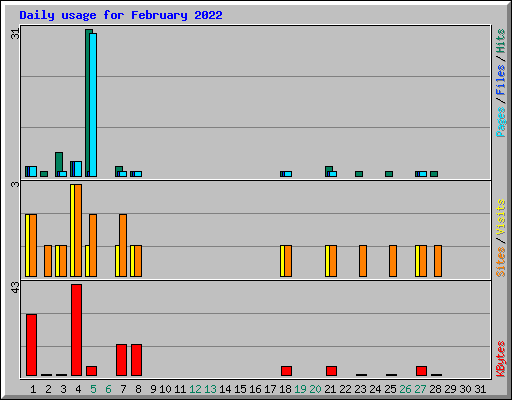 Daily usage for February 2022
31
3
43
Pages/Files/Hits
Sites/Visits
KBytes
1 2 3 4 5 6 7 8 9 10 11 12 13 14 15 16 17 18 19 20 21 22 23 24 25 26 27 28 29 30 31